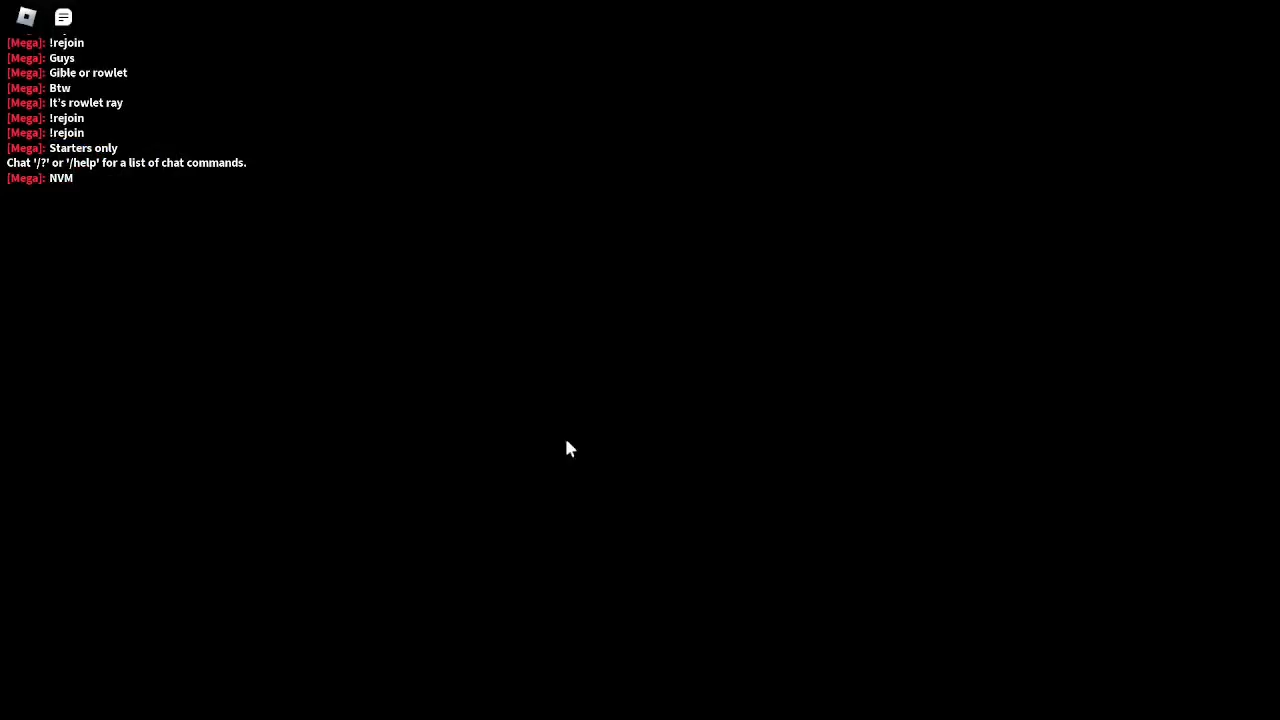 [Mega]: !rejoin
[Mega]: Guys
[Mega]: Gible or rowlet
[Mega]: Btw
[Mega]: It's rowlet ray
[Mega]: !rejoin
[Mega]: !rejoin
[Mega]: Starters only
Chat '/?' or '/help' for a list of chat commands.
[Mega]: NVM